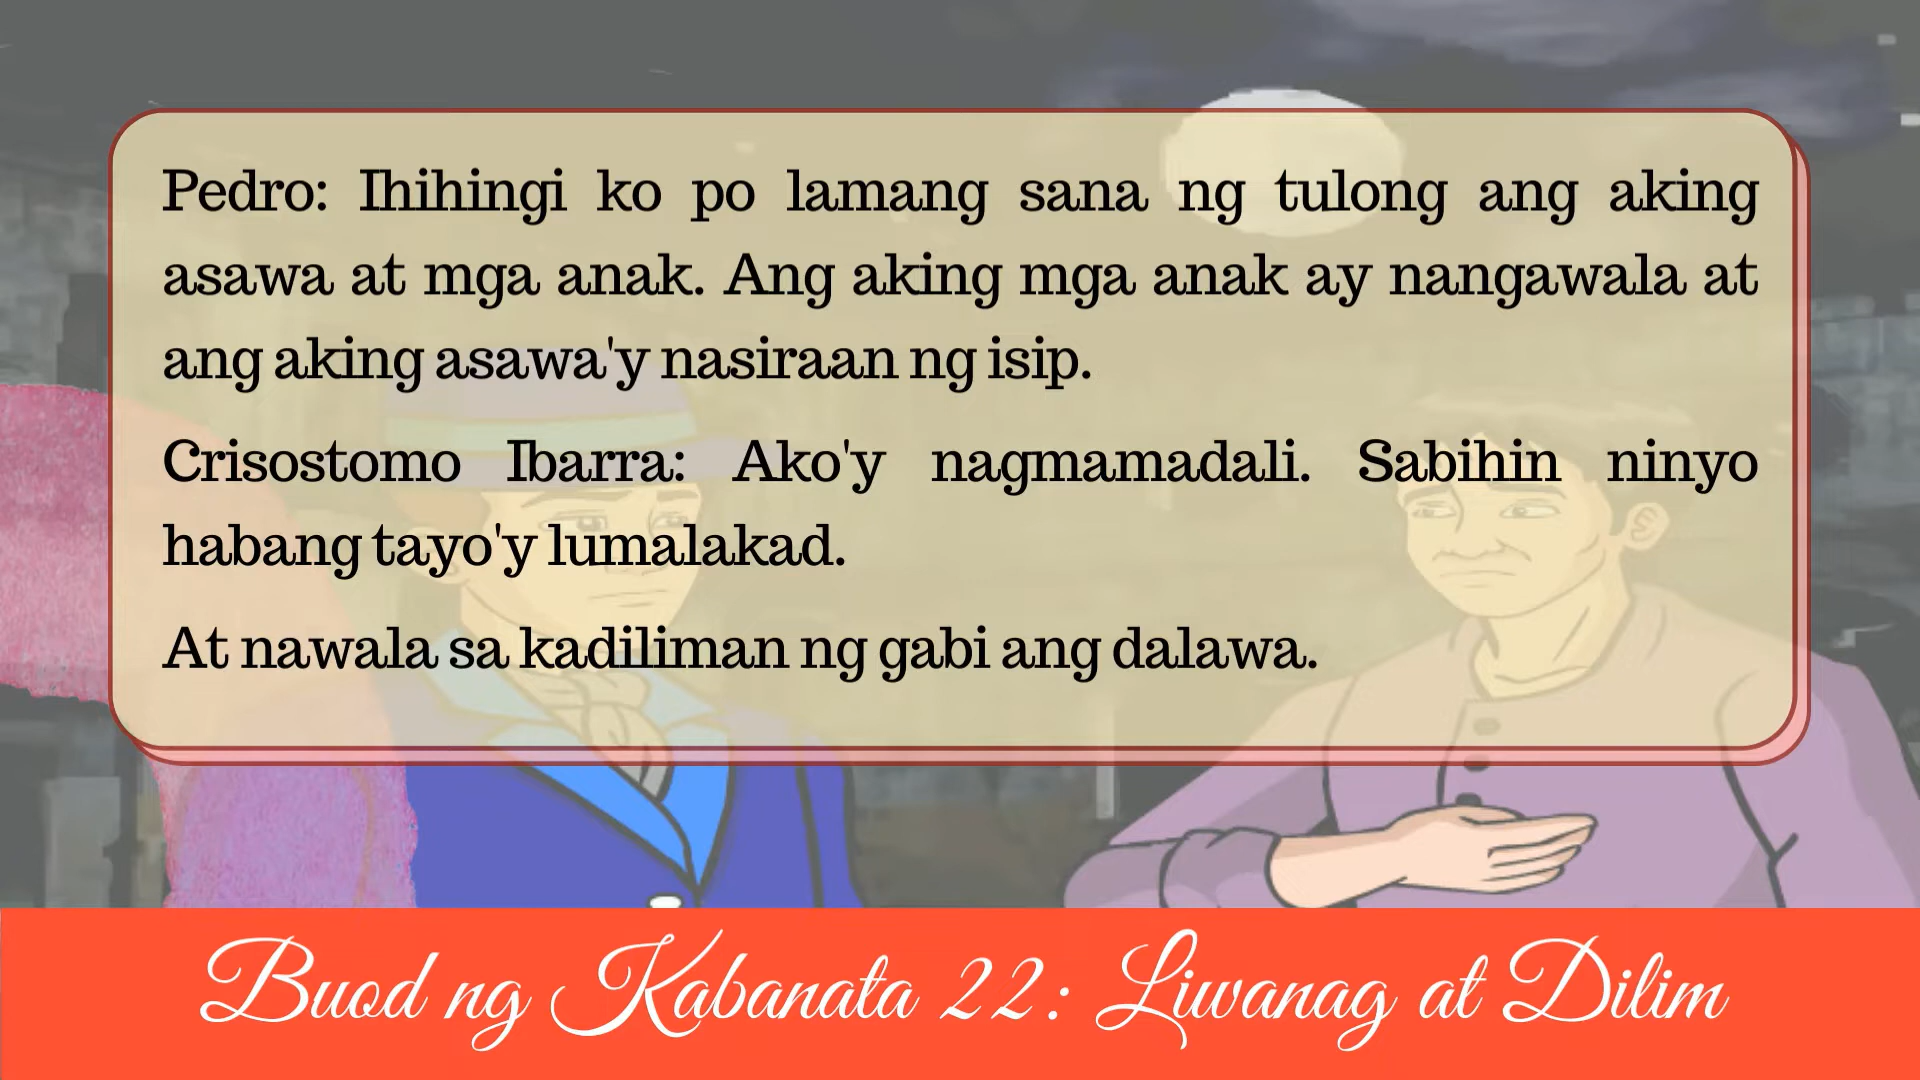 Pedro: Ihihingi ko po lamang sana ng tulong ang aking
asawa at mga anak. Ang aking mga anak ay nangawala at
ang aking asawa'y nasiraan ng isip.
Crisostomo Ibarra: Ako'y nagmamadali. Sabihin ninyo
habang tayo'y lumalakad.
At nawala sa kadiliman ng gabi ang dalawa.
Buod ng Kabanata 22: Liwanag at Dilim